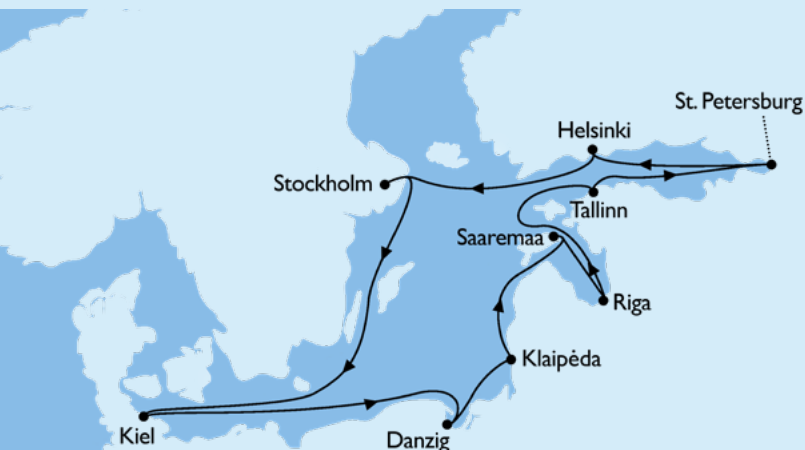 St. Petersburg
Helsinki
Stockholm
Tallinn
Saaremaa
Riga
Klaipėda
Kiel
Danzig